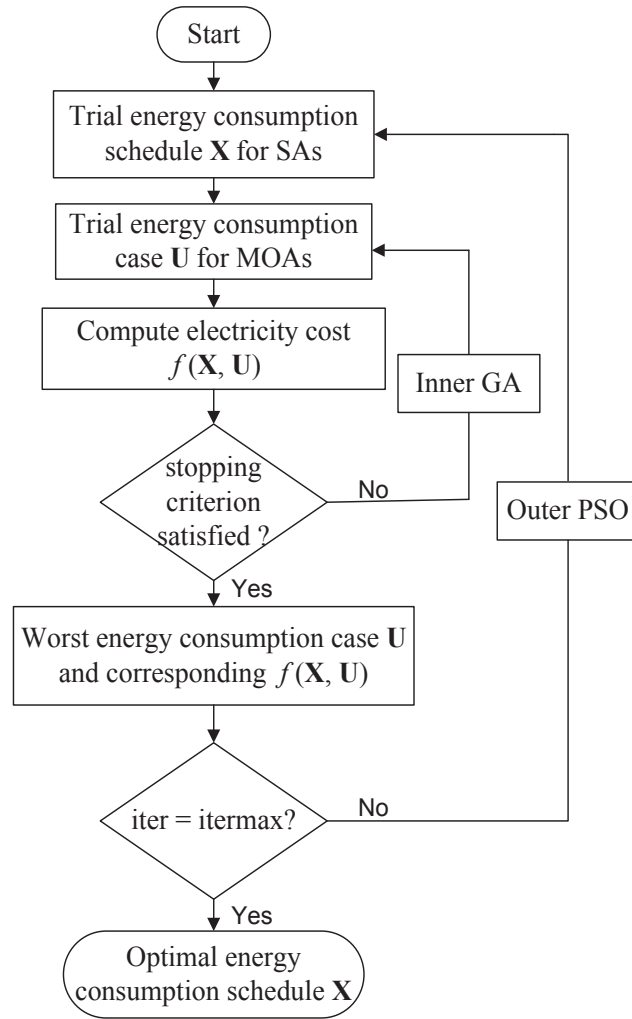 Start
Trial energy consumption
schedule X for SAs
Trial energy consumption
case U for MOAs
Compute electricity cost
f(X, U)
Inner GA
stopping
criterion
satisfied ?
No
Outer PSO
Yes
Worst energy consumption case U
and corresponding f(X, U)
iter = itermax?
No
Yes
Optimal energy
consumption schedule X